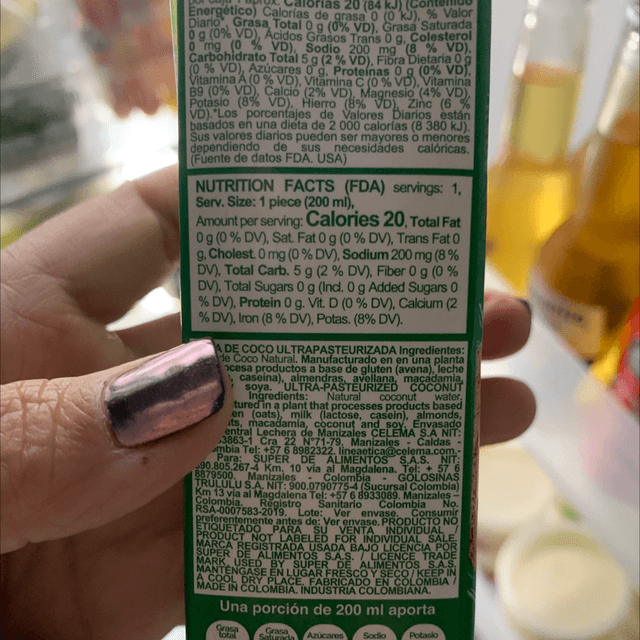 Calorías 20 (84 kJ) (Contenido
Energético) Calorías de grasa 0 (0 kJ), % Valor
Diario* Grasa Total 0 g (0% VD), Grasa Saturada
0 g (0% VD), Ácidos Grasos Trans 0 g, Colesterol
0 mg (0 % VD), Sodio 200 mg (8 % VD),
Carbohidrato Total 5 g (2 % VD), Fibra Dietaria 0 g
(0 % VD), Azúcares 0 g, Proteínas 0 g (0% VD),
Vitamina A (% VD), Vitamina C (0 % VD), Vitamina
B9 (0% VD), Calcio (2% VD), Magnesio (4% VD),
Potasio (8% VD), Hierro (8% VD), Zinc (6 %
VD).*Los porcentajes de Valores Diarios están
basados en una dieta de 2 000 calorías (8 380 kJ).
Sus valores diarios pueden ser mayores o menores
dependiendo de sus necesidades calóricas.
(Fuente de datos FDA. USA)
NUTRITION FACTS (FDA) servings: 1,
Serv. Size: 1 piece (200 ml),
Amount per serving: Calories 20, Total Fat
0 g (0 % DV), Sat. Fat 0 g (0 % DV), Trans Fat 0
g, Cholest. 0 mg (0 % DV), Sodium 200 mg (8 %
DV), Total Carb. 5 g (2 % DV), Fiber 0 g (0 %
DV), Total Sugars 0 g (Incl. 0 g Added Sugars 0
% DV), Protein 0 g. Vit. D (0 % DV), Calcium (2
% DV), Iron (8 % DV), Potas. (8% DV).
A DE COCO ULTRAPASTEURIZADA Ingredientes:
de Coco Natural. Manufacturado en en una planta
ocesa productos a base de gluten (avena), leche
caseína), almendras, avellana, macadamia,
soya. ULTRA-PASTEURIZED COCONUT
Ingredients: Natural coconut water.
tured in a plant that processes products based
n (oats), milk (lactose, casein), almonds,
ts, macadamia, coconut and soy. Envasado
entral Lechera de Manizales CELEMA S.A NIT:
3863-1 Cra 22 N°71-79. Manizales - Caldas -
mbia Tel: +57 6 8982322. lineaetica@celema.com.-
ara: SUPER DE ALIMENTOS S.A.S. NIT:
890.805.267-4 Km, 10 vía al Magdalena. Tel: + 57 6
8879500. Manizales - Colombia - GOLOSINAS
TRULULU S.A. NIT: 900.0790775-4 (Sucursal Colombia)
Km 13 vía al Magdalena Tel: +57 6 8933089. Manizales –
Colombia. Registro Sanitario Colombia No.
RSA-0007583-2019. Lote: Ver envase. Consumir
preferentemente antes de: Ver envase. PRODUCTO NO
ETIQUETADO PARA SU VENTA INDIVIDUAL /
PRODUCT NOT LABELED FOR INDIVIDUAL SALE.
MARCA REGISTRADA USADA BAJO LICENCIA POR
SUPER DE ALIMENTOS S.A.S. / LICENCE TRADE
MARK USED BY SUPER DE ALIMENTOS S.A.S.
MANTÉNGASE EN LUGAR FRESCO Y SECO / KEEP IN
A COOL DRY PLACE. FABRICADO EN COLOMBIA /
MADE IN COLOMBIA. INDUSTRIA COLOMBIANA.
Una porción de 200 ml aporta
Grasa total
Grasa Saturada
Azúcares
Sodio
Potasio